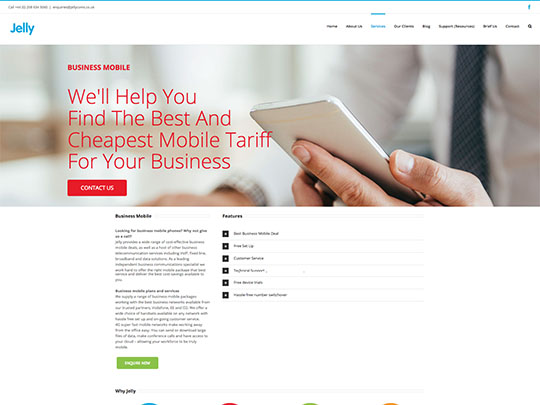 Call +44 (0) 208 634 5040 | enquiries@jellycoms.co.uk
Jelly
Home About Us Services Our Clients Blog Support (Resources) Brief Us Contact
BUSINESS MOBILE
We'll Help You
Find The Best And
Cheapest Mobile Tariff
For Your Business
CONTACT US
Business Mobile
Looking for business mobile phones? Why not give
us a call?
Jelly provides a wide range of cost-effective business
mobile deals, as well as a host of other business
telecommunication services including VoIP, fixed line,
broadband and data solutions. As a leading
independent business communications specialist we
work hard to offer the right mobile package that best
service and deliver the best cost savings available to
you.
Business mobile plans and services
We supply a range of business mobile packages
working with the best business networks available from
our trusted partners Vodafone, EE and O2. We offer a
wide choice of handsets available on any network with
hassle free set up and on-going customer service.
4G super fast mobile networks make working away
from the office easy. You can send to download large
files of data, make conference calls and have access to
your cloud – allowing your workforce to be truly
mobile.
ENQUIRE NOW
Features
Best Business Mobile Deal
Free Set Up
Customer Service
Technical Support
Free device trials
Hassle-free number switchover
Why Jelly